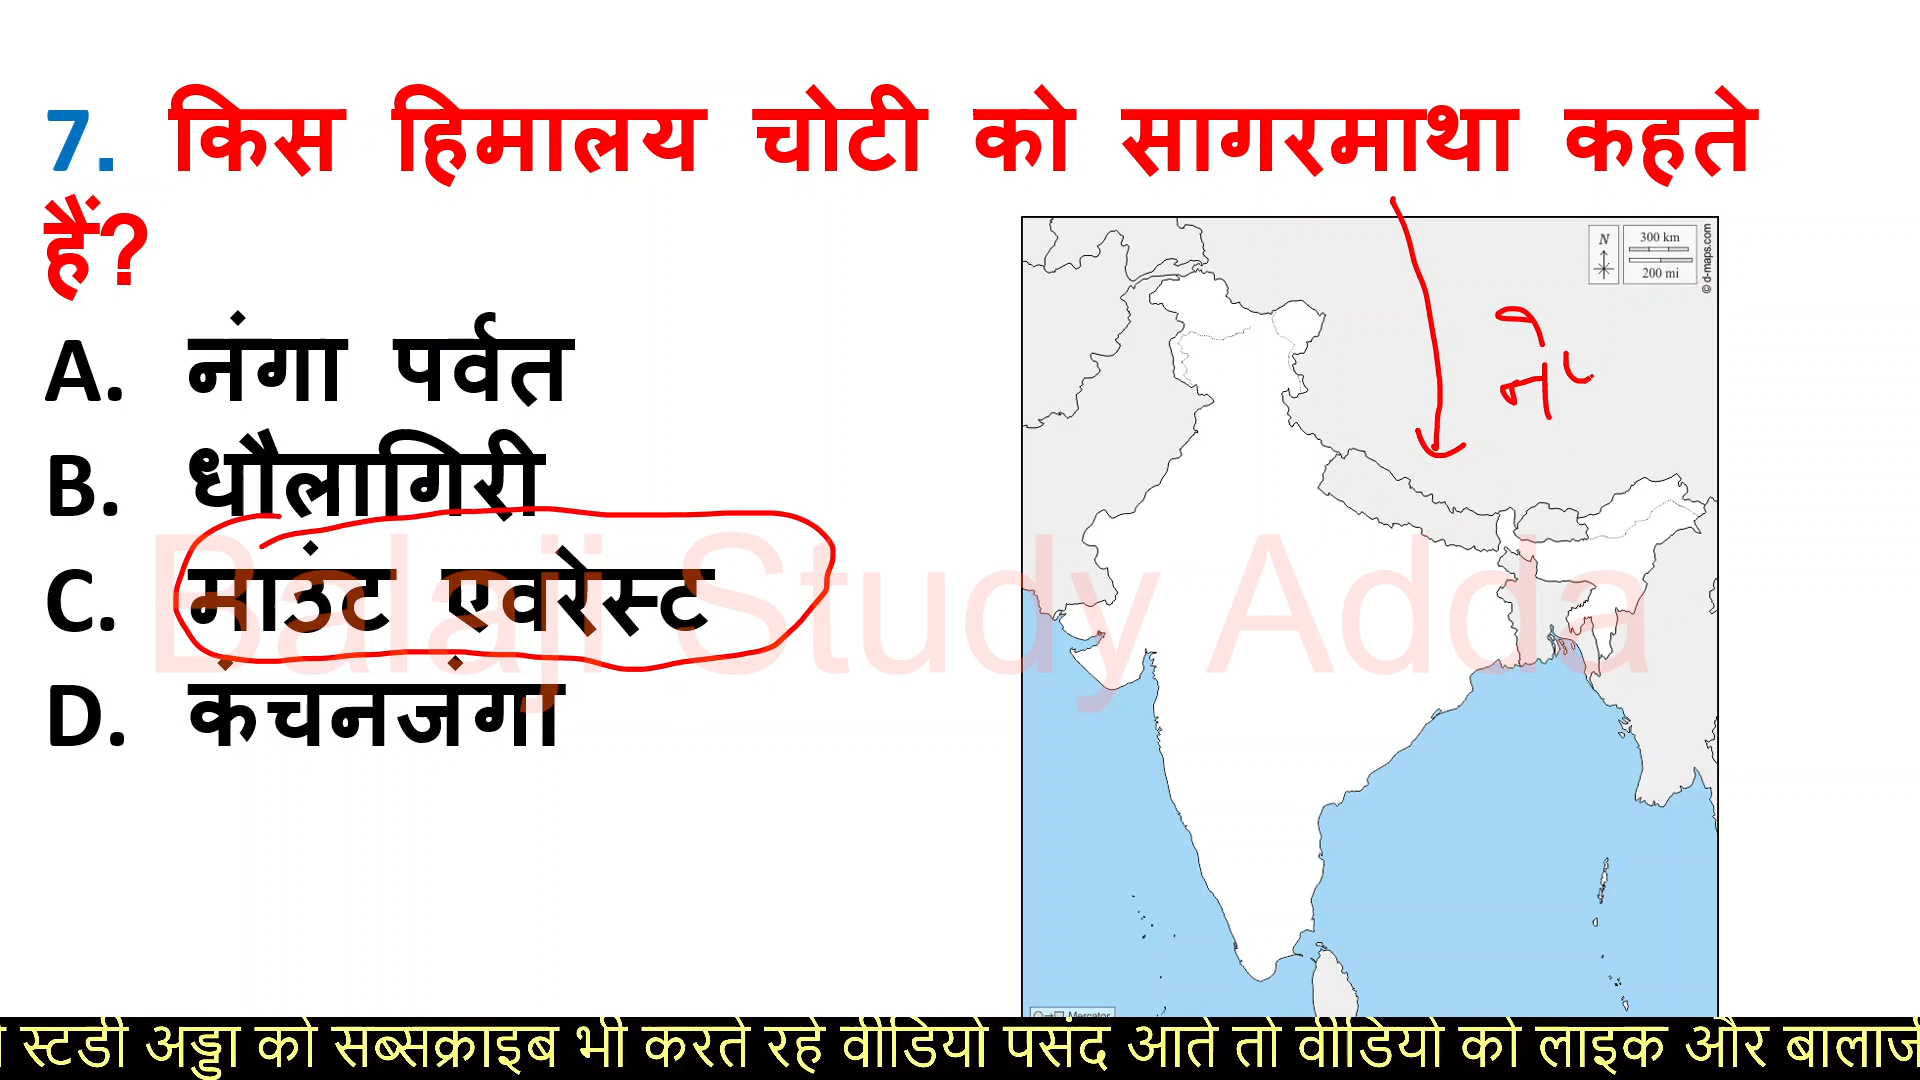 7. किस हिमालय चोटी को सागरमाथा कहते
हैं?
A. नंगा पर्वत
B. धौलागिरी
C. माउंट एवरेस्ट
D. कंचनजंगा
Balaji Study Adda
N
300 km
200 mi
© d-maps.com
Mercator
स्टडी अड्डा को सब्सक्राइब भी करते रहे वीडियो पसंद आते तो वीडियो को लाइक और